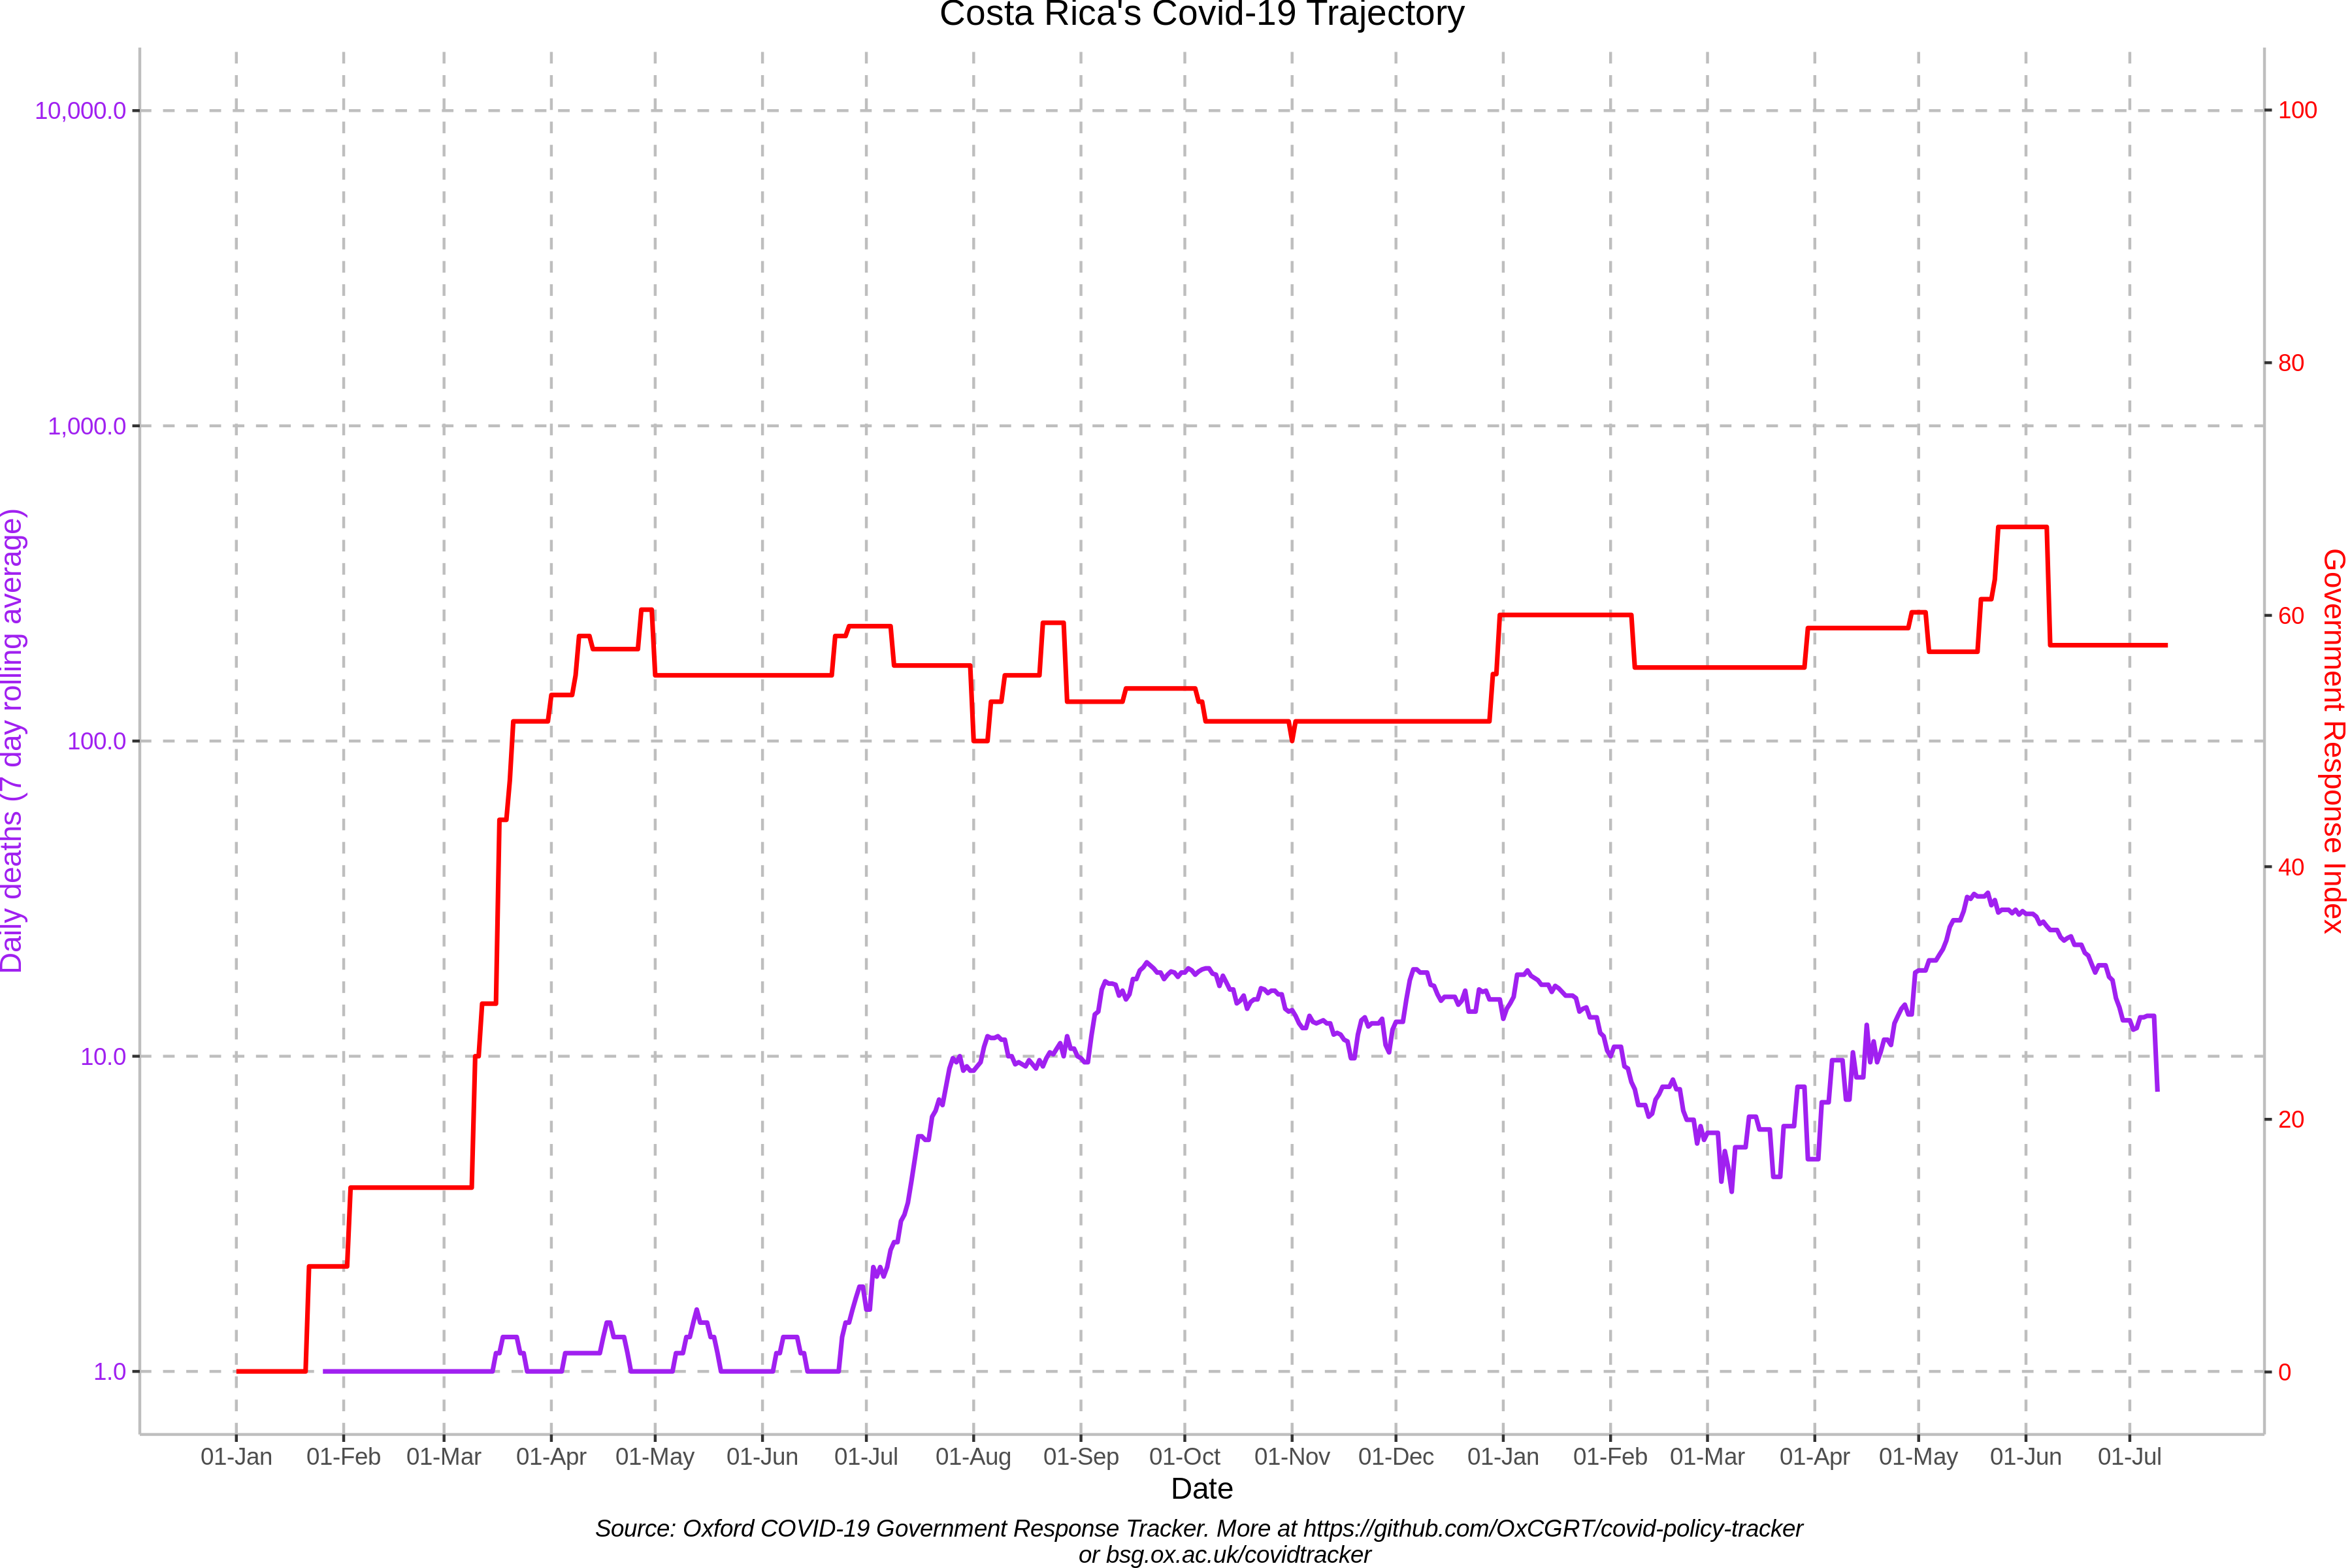 Costa Rica's Covid-19 Trajectory
10,000.0
1,000.0
100.0
10.0
1.0
Daily deaths (7 day rolling average)
100
80
60
40
20
0
Government Response Index
01-Jan 01-Feb 01-Mar 01-Apr 01-May 01-Jun 01-Jul 01-Aug 01-Sep 01-Oct 01-Nov 01-Dec 01-Jan 01-Feb 01-Mar 01-Apr 01-May 01-Jun 01-Jul
Date
Source: Oxford COVID-19 Government Response Tracker. More at https://github.com/OxCGRT/covid-policy-tracker
or bsg.ox.ac.uk/covidtracker